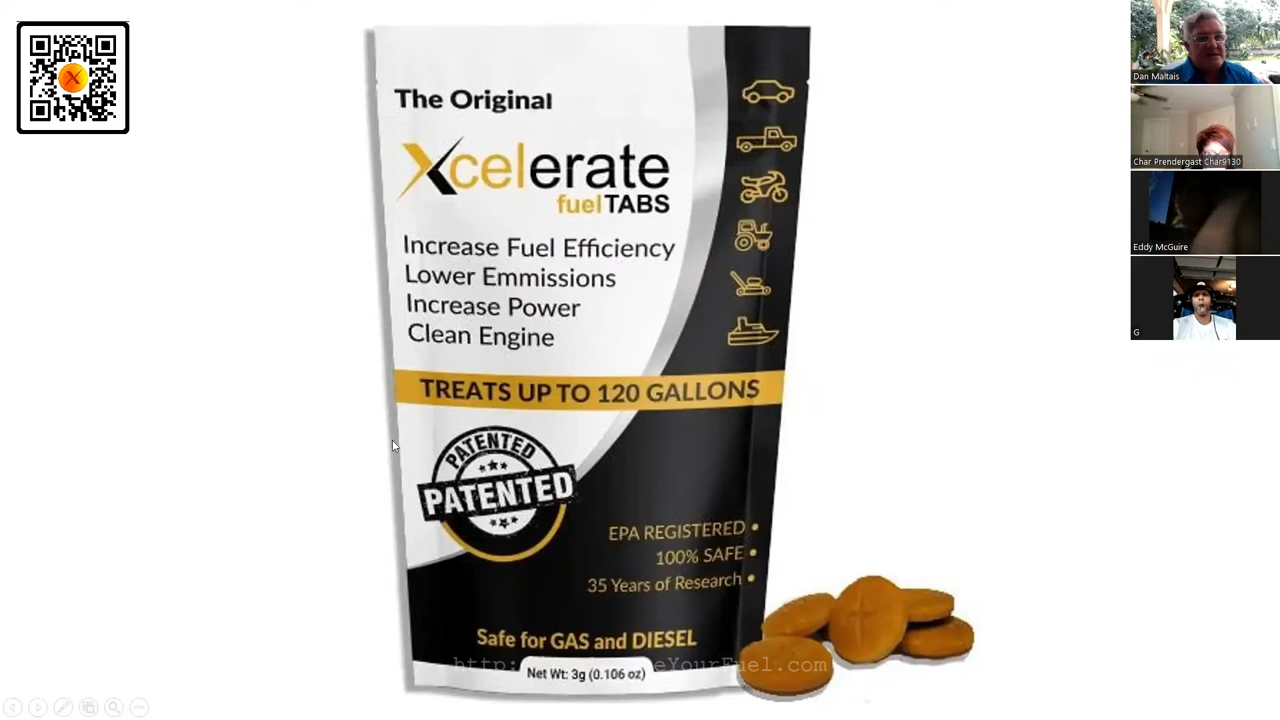 The Original
Xcelerate
fuelTABS
Increase Fuel Efficiency
Lower Emmissions
Increase Power
Clean Engine
TREATS UP TO 120 GALLONS
PATENTED
PATENTED
PATENTED
EPA REGISTERED •
100% SAFE •
35 Years of Research •
Safe for GAS and DIESEL
Net Wt: 3g (0.106 oz)
Dan Maltais
Char Prendergast Char9130
Eddy McGuire
G